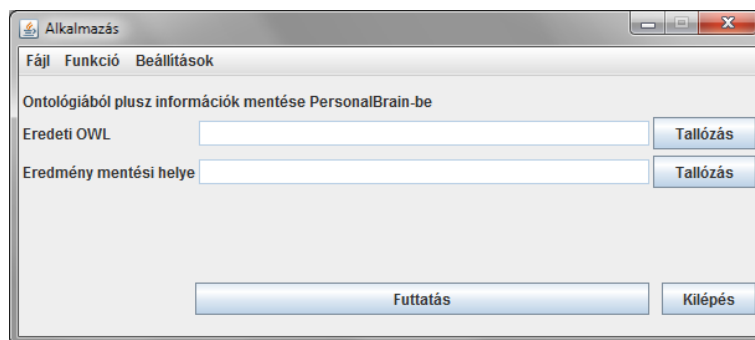 Alkalmazás
Fájl Funkció Beállítások
Ontológiából plusz információk mentése PersonalBrain-be
Eredeti OWL Tallózás
Eredmény mentési helye Tallózás
Futtatás Kilépés